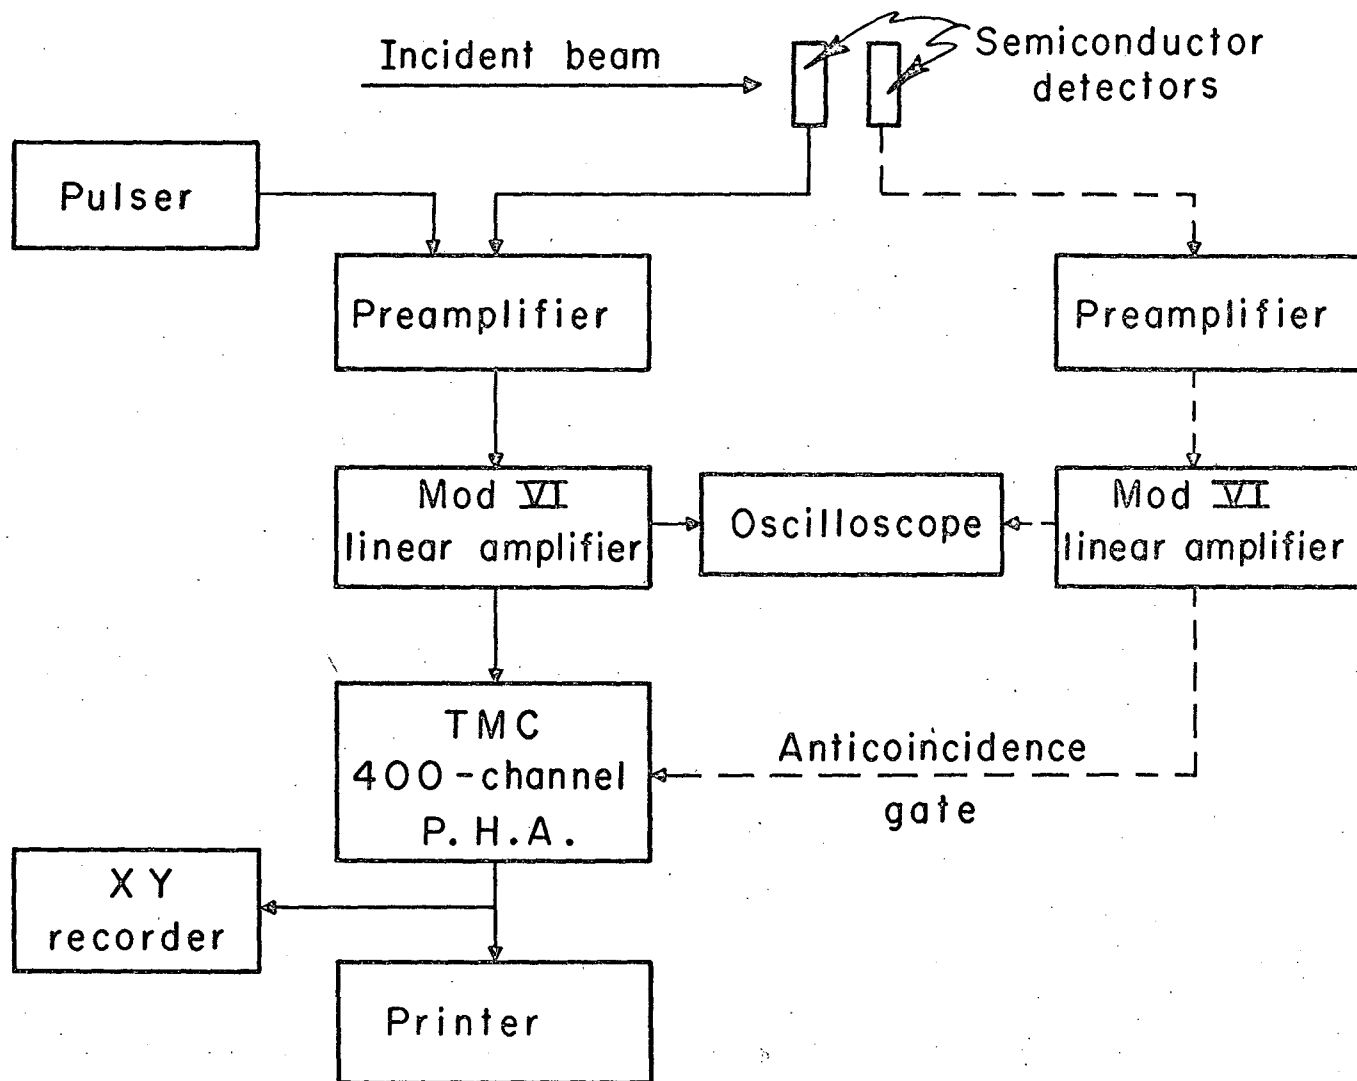 Incident beam
Semiconductor
detectors
Pulser
Preamplifier
Preamplifier
Mod VI
linear amplifier
Oscilloscope
Mod VI
linear amplifier
TMC
400-channel
P. H. A.
Anticoincidence
gate
X Y
recorder
Printer